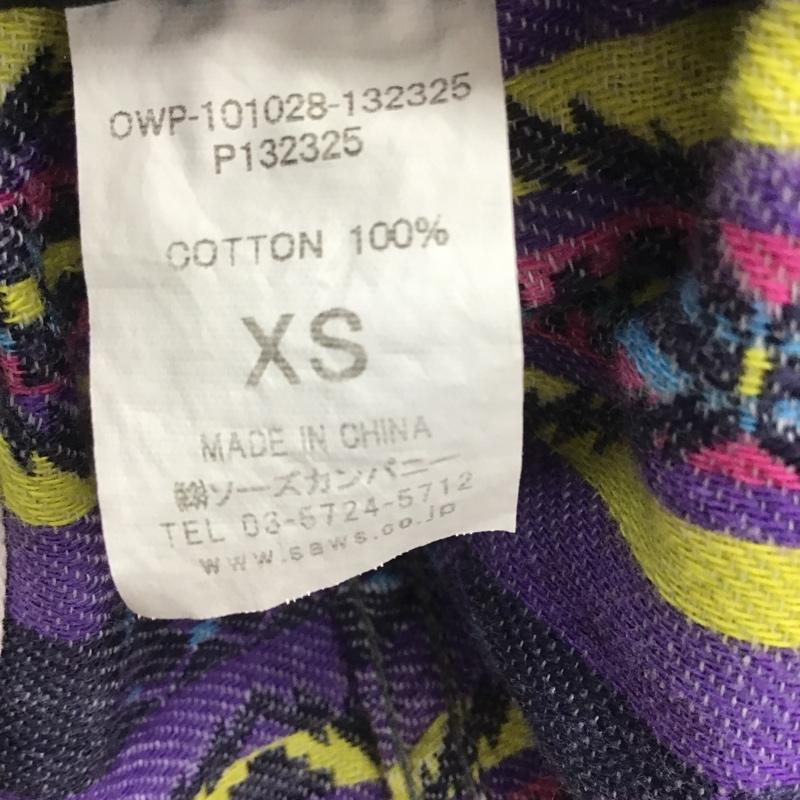 OWP-101028-132325
P132325
COTTON 100%
XS
MADE IN CHINA
㈱ソーズカンパニー
TEL 03-5724-5712
www.saws.co.jp